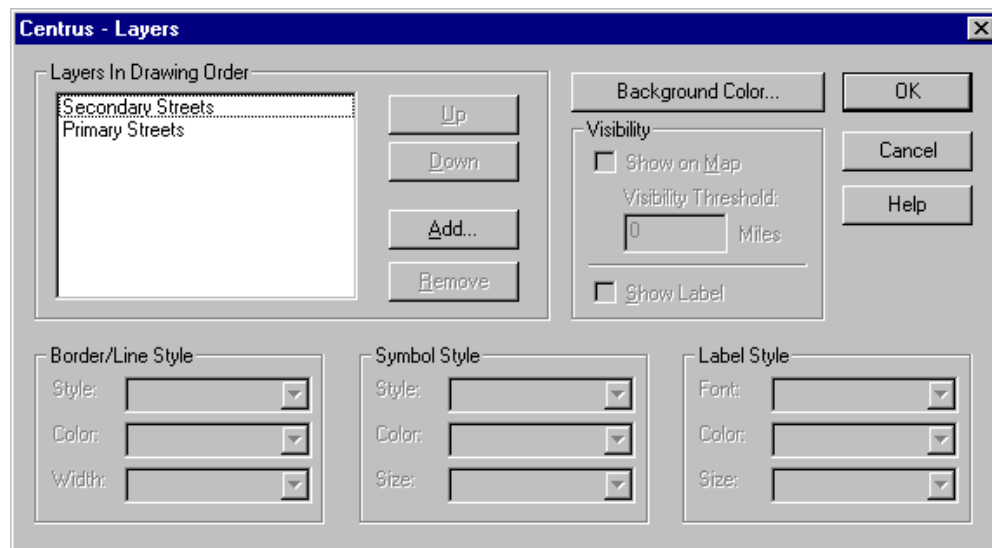 Centrus - Layers
Layers In Drawing Order
Secondary Streets
Primary Streets
Up
Down
Add...
Remove
Background Color...
Visibility
Show on Map
Visibility Threshold:
0 Miles
Show Label
OK
Cancel
Help
Border/Line Style
Style:
Color:
Width:
Symbol Style
Style:
Color:
Size:
Label Style
Font:
Color:
Size: